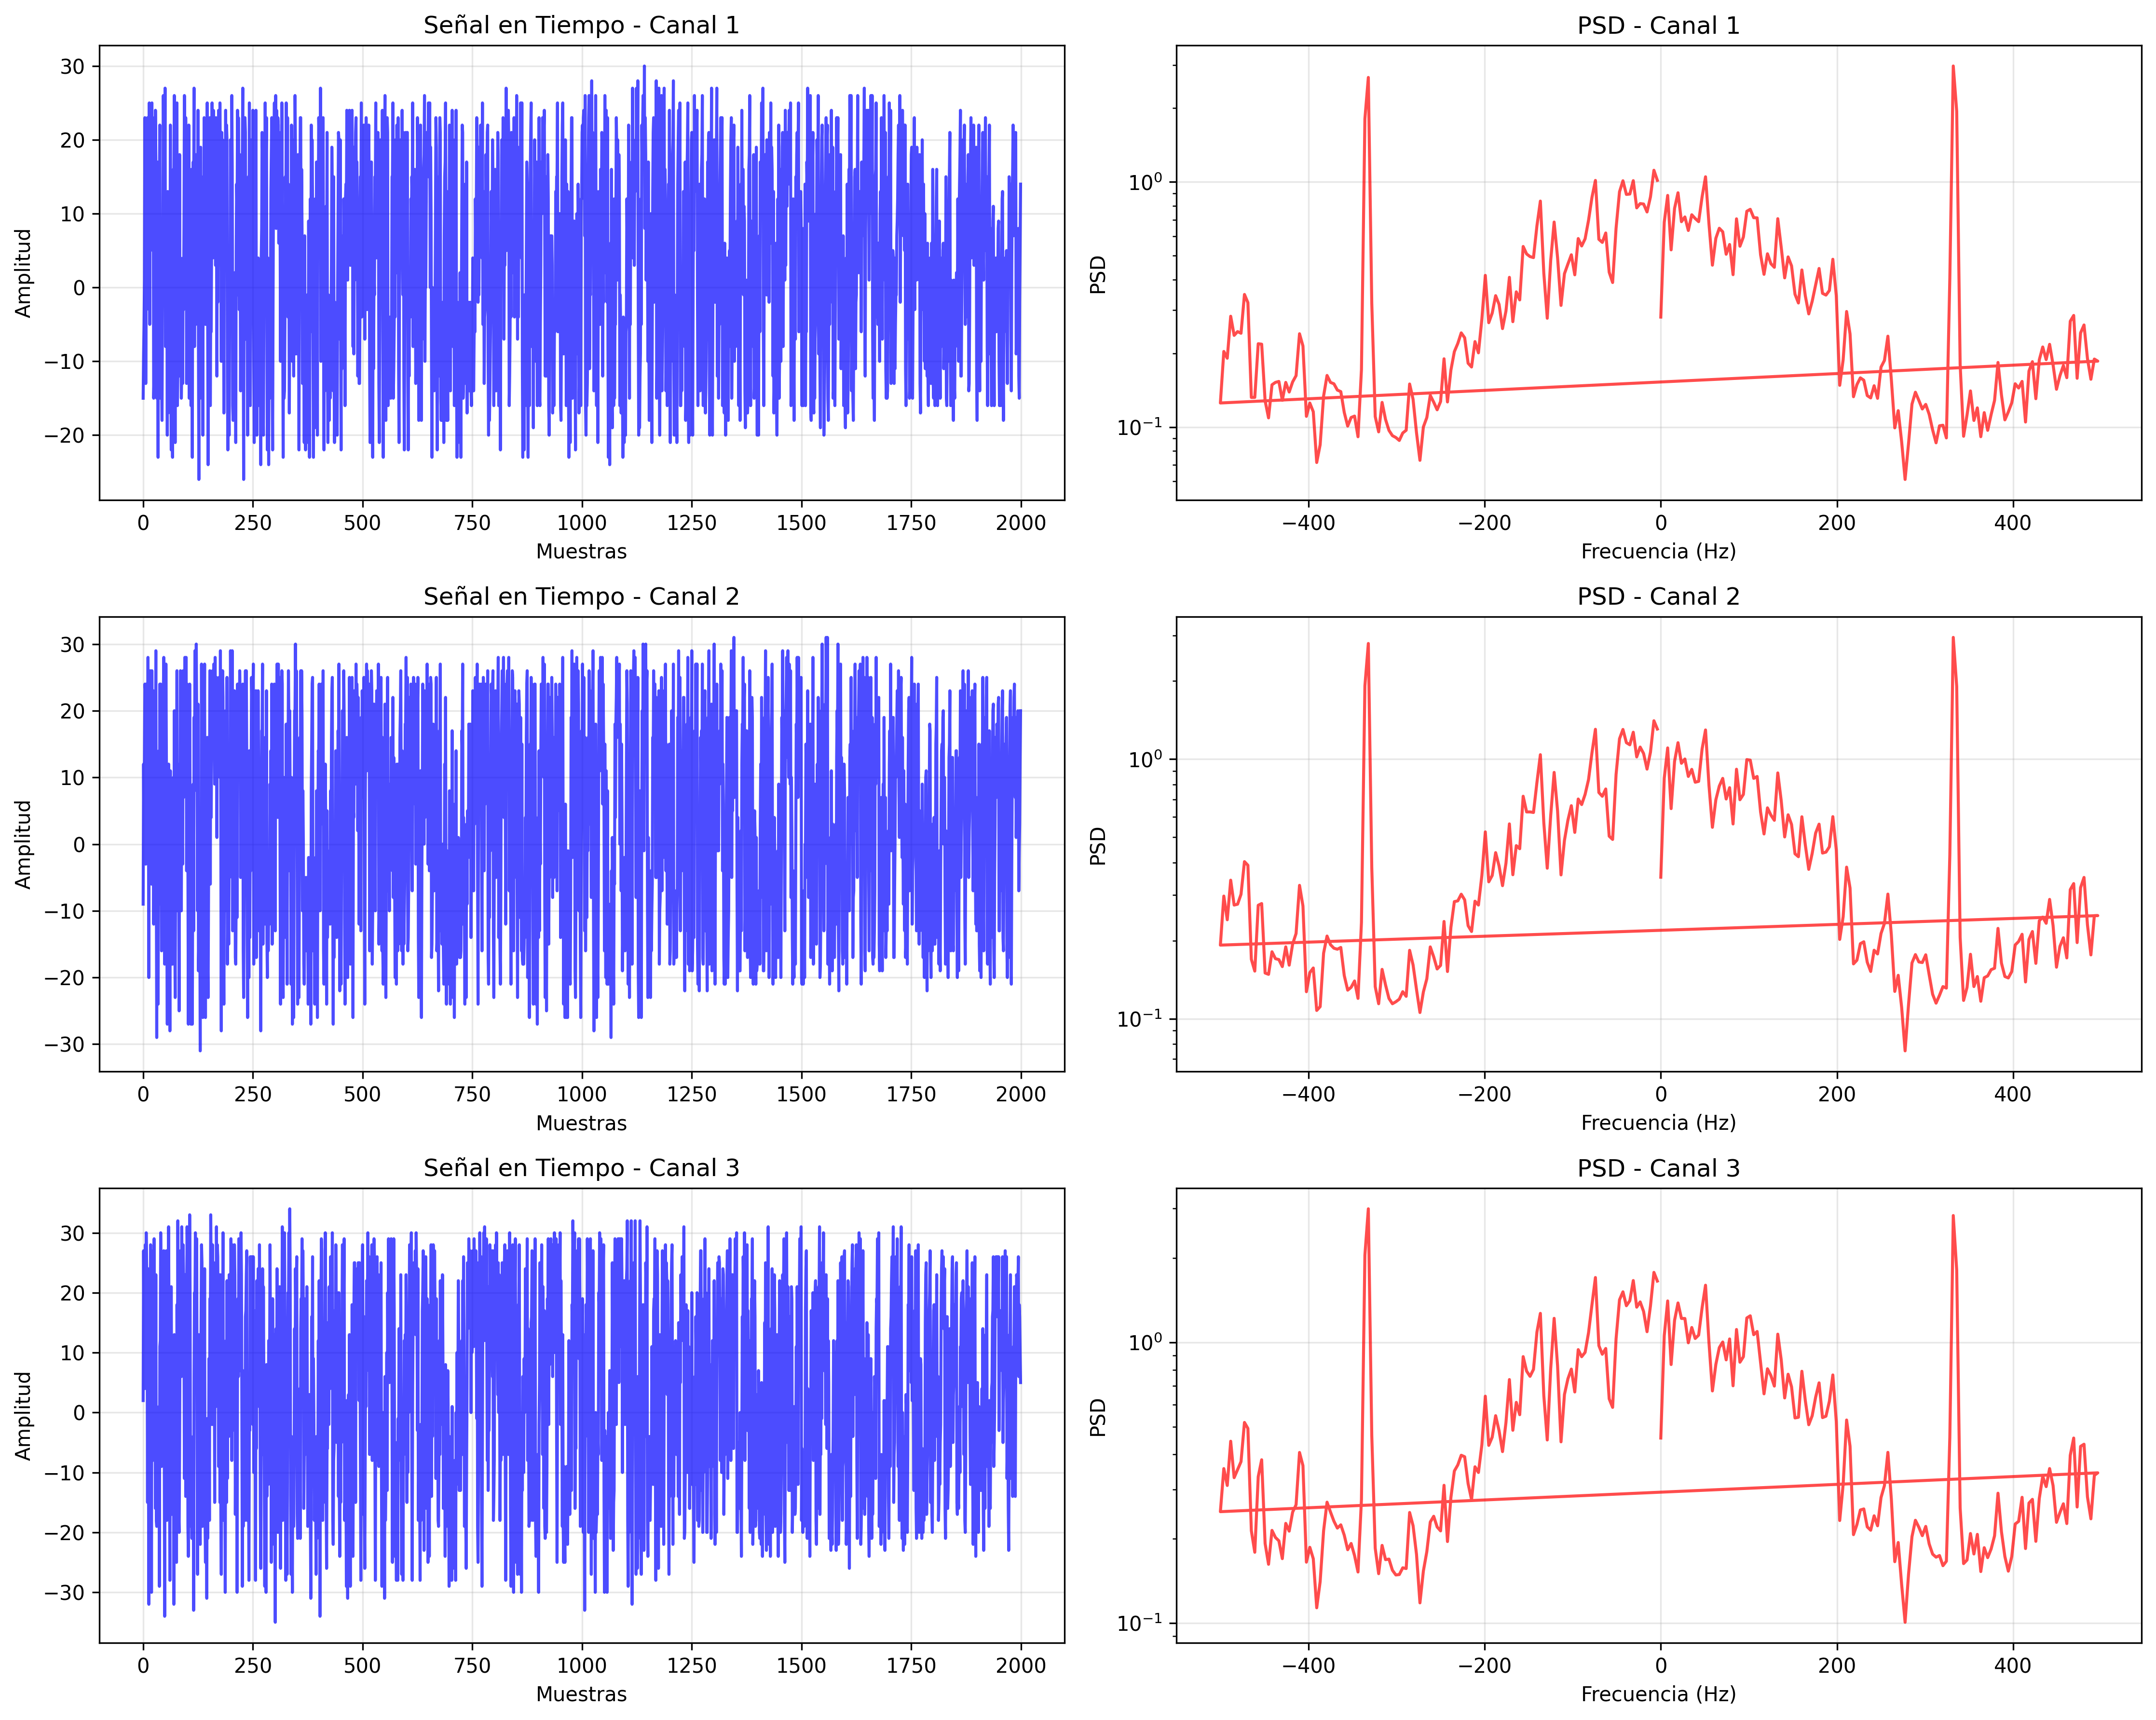 Señal en Tiempo - Canal 1
Amplitud
30
20
10
0
−10
−20
0 250 500 750 1000 1250 1500 1750 2000
Muestras
PSD - Canal 1
PSD
10⁰
10⁻¹
−400 −200 0 200 400
Frecuencia (Hz)
Señal en Tiempo - Canal 2
Amplitud
30
20
10
0
−10
−20
−30
0 250 500 750 1000 1250 1500 1750 2000
Muestras
PSD - Canal 2
PSD
10⁰
10⁻¹
−400 −200 0 200 400
Frecuencia (Hz)
Señal en Tiempo - Canal 3
Amplitud
30
20
10
0
−10
−20
−30
0 250 500 750 1000 1250 1500 1750 2000
Muestras
PSD - Canal 3
PSD
10⁰
10⁻¹
−400 −200 0 200 400
Frecuencia (Hz)